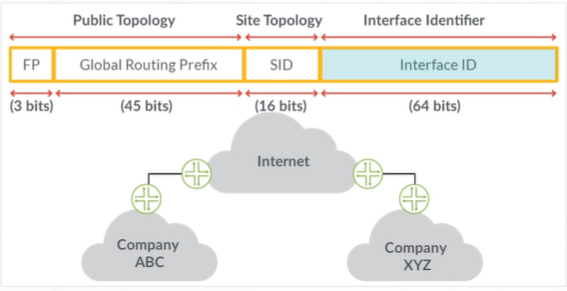 Public Topology Site Topology Interface Identifier
FP Global Routing Prefix SID Interface ID
(3 bits) (45 bits) (16 bits) (64 bits)
Internet
Company
ABC
Company
XYZ